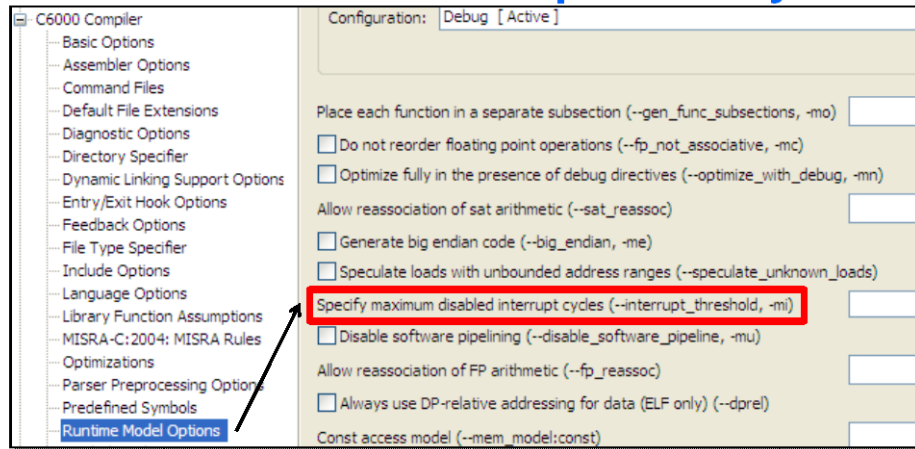 C6000 Compiler
Basic Options
Assembler Options
Command Files
Default File Extensions
Diagnostic Options
Directory Specifier
Dynamic Linking Support Options
Entry/Exit Hook Options
Feedback Options
File Type Specifier
Include Options
Language Options
Library Function Assumptions
MISRA-C:2004: MISRA Rules
Optimizations
Parser Preprocessing Options
Predefined Symbols
Runtime Model Options
Configuration: Debug [ Active ]
Place each function in a separate subsection (--gen_func_subsections, -mo)
Do not reorder floating point operations (--fp_not_associative, -mc)
Optimize fully in the presence of debug directives (--optimize_with_debug, -mn)
Allow reassociation of sat arithmetic (--sat_reassoc)
Generate big endian code (--big_endian, -me)
Speculate loads with unbounded address ranges (--speculate_unknown_loads)
Specify maximum disabled interrupt cycles (--interrupt_threshold, -mi)
Disable software pipelining (--disable_software_pipeline, -mu)
Allow reassociation of FP arithmetic (--fp_reassoc)
Always use DP-relative addressing for data (ELF only) (--dprel)
Const access model (--mem_model:const)